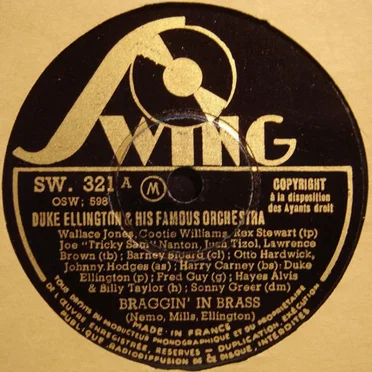 SWING
SW. 321 A
OSW; 598
M
COPYRIGHT
à la disposition
des Ayants droit
DUKE ELLINGTON & HIS FAMOUS ORCHESTRA
Wallace Jones, Cootie Williams, Rex Stewart (tp)
Joe "Tricky Sam" Nanton, Juan Tizol, Lawrence
Brown (tb); Barney Bigard (cl); Otto Hardwick,
Johnny Hodges (as); Harry Carney (bs); Duke
Ellington (p); Fred Guy (g); Hayes Alvis
& Billy Taylor (b); Sonny Greer (dm)
BRAGGIN' IN BRASS
(Nemo, Mills, Ellington)
MADE IN FRANCE
TOUS DROITS DU PRODUCTEUR PHONOGRAPHIQUE ET DU PROPRIETAIRE
DE L'ŒUVRE ENREGISTRÉE, RESERVES - DUPLICATION, EXÉCUTION
PUBLIQUE, RADIODIFFUSION DE CE DISQUE, INTERDITES